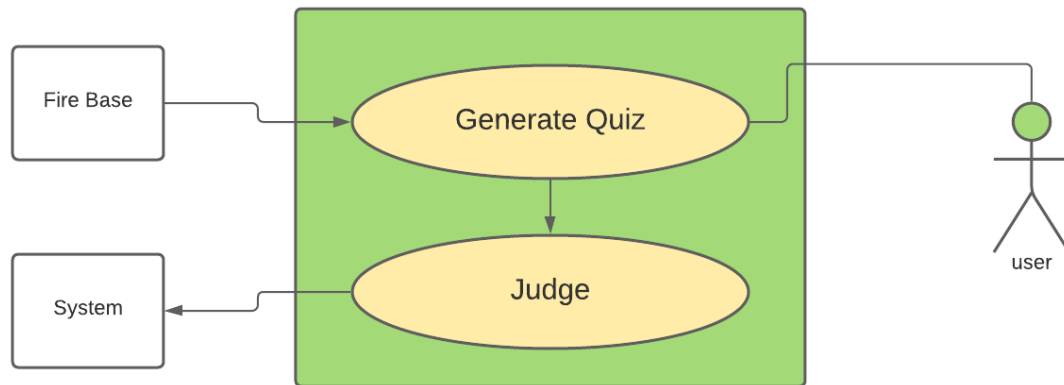 Fire Base
Generate Quiz
user
System
Judge